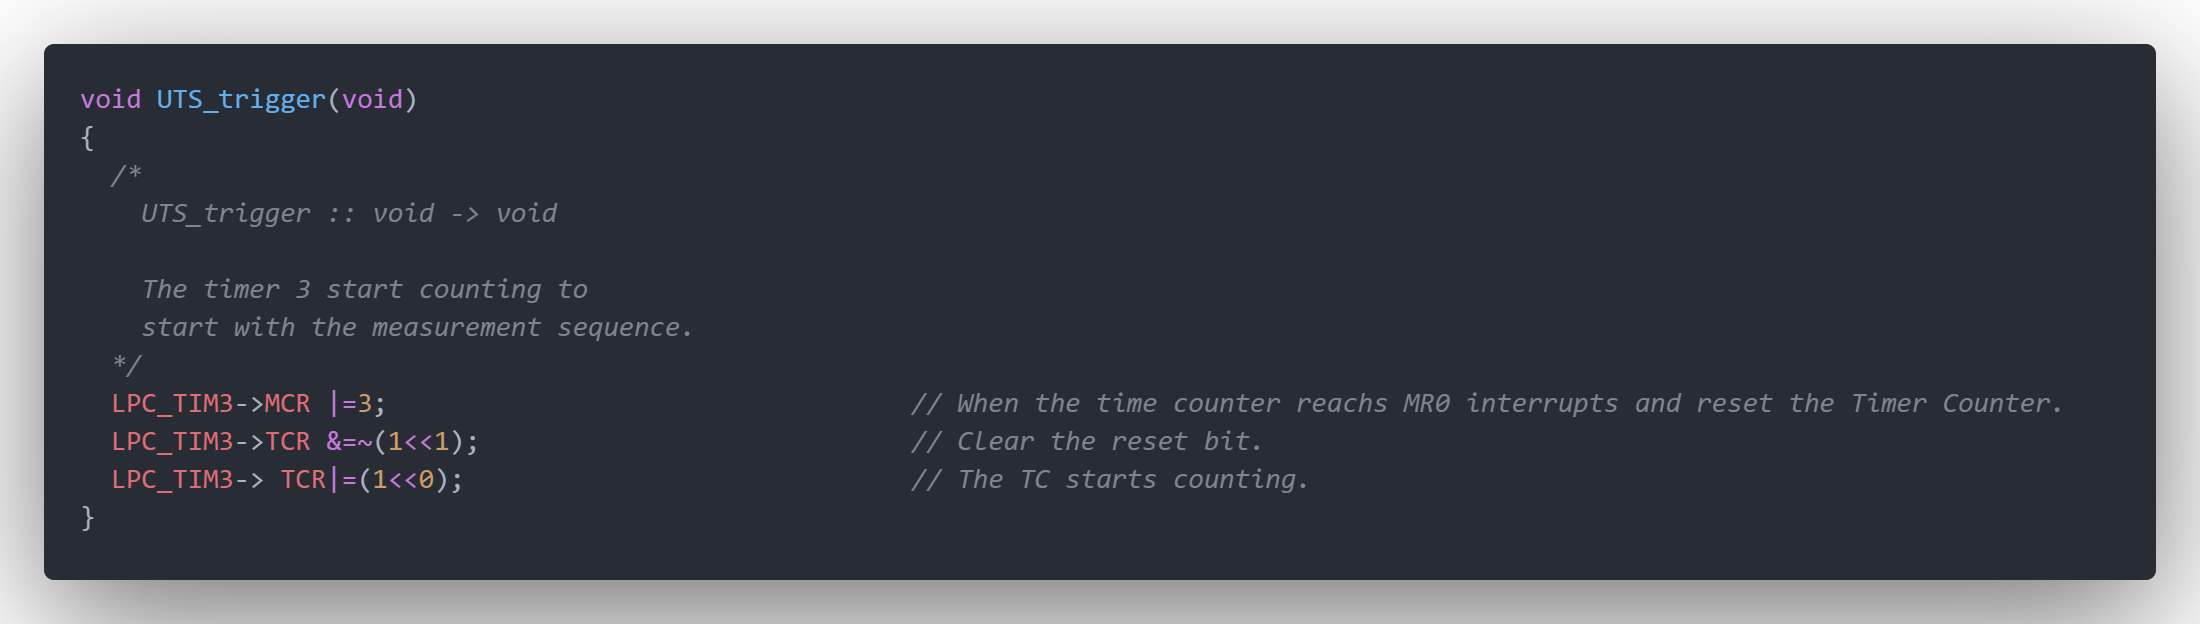 void UTS_trigger(void)
{
  /*
    UTS_trigger :: void -> void

    The timer 3 start counting to
    start with the measurement sequence.
  */
  LPC_TIM3->MCR |=3;                                  // When the time counter reachs MR0 interrupts and reset the Timer Counter.
  LPC_TIM3->TCR &=~(1<<1);                            // Clear the reset bit.
  LPC_TIM3-> TCR|=(1<<0);                             // The TC starts counting.
}